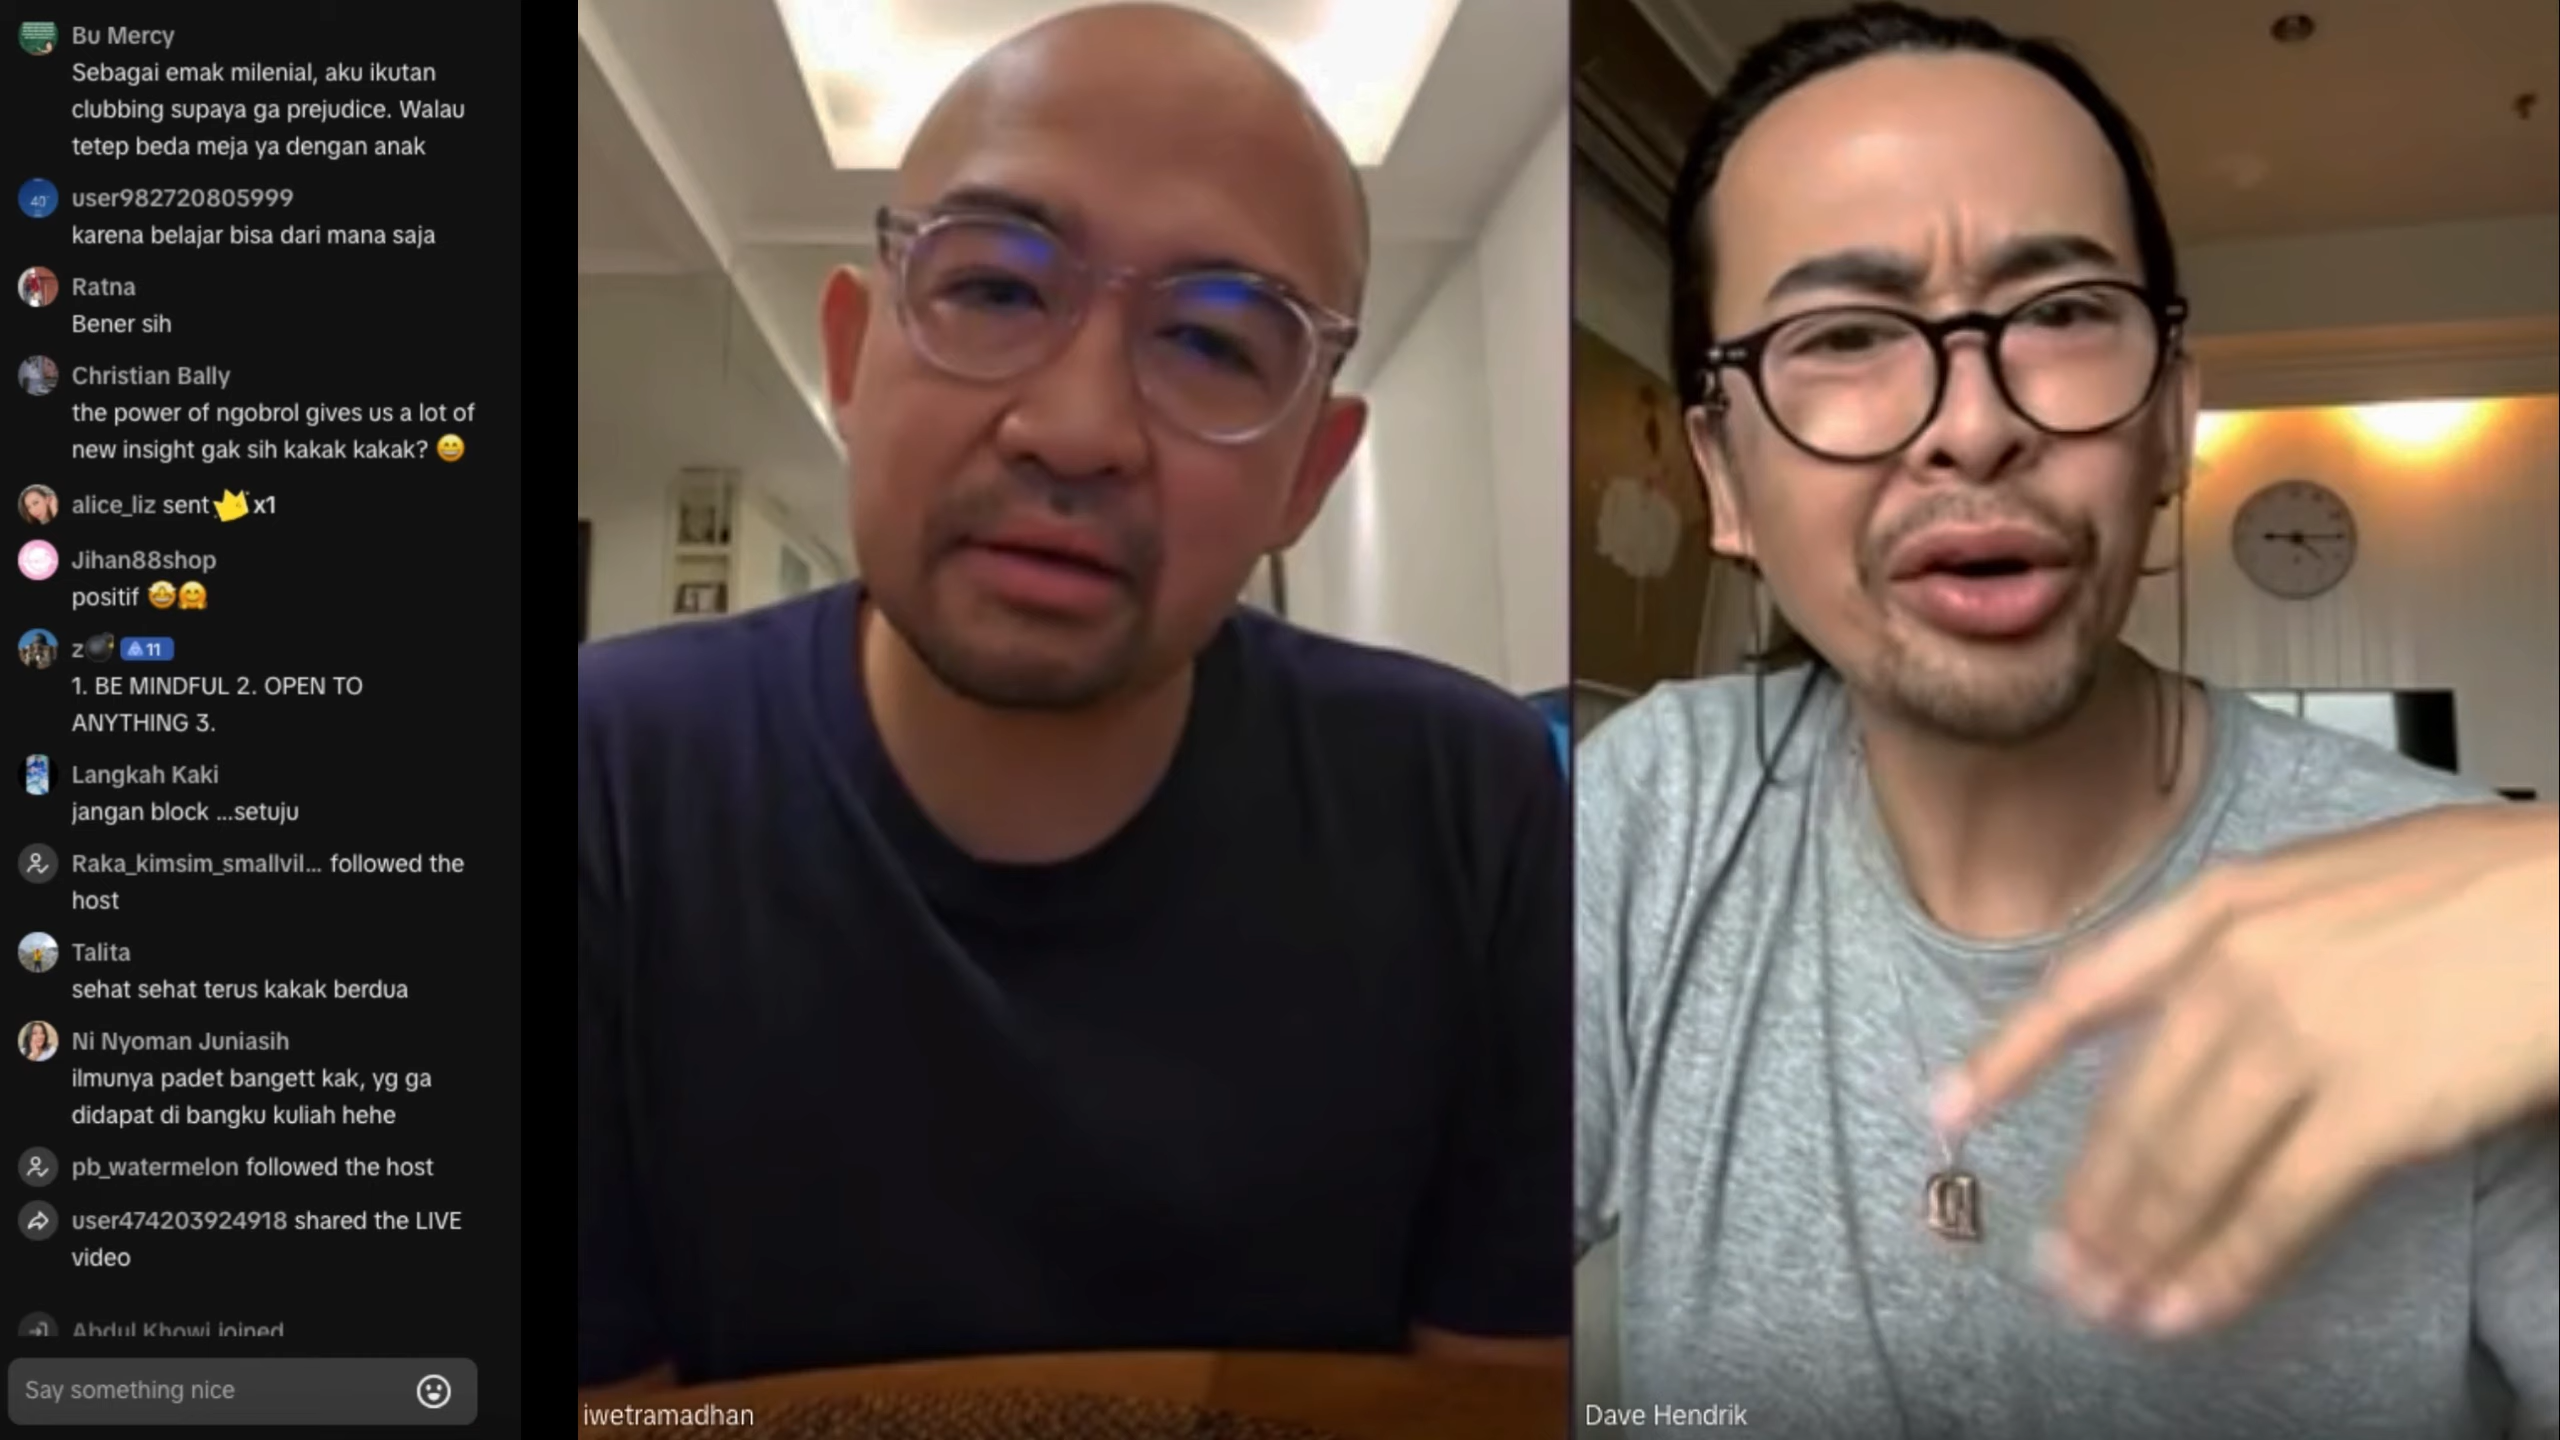 Bu Mercy
Sebagai emak milenial, aku ikutan
clubbing supaya ga prejudice. Walau
tetep beda meja ya dengan anak
user982720805999
karena belajar bisa dari mana saja
Ratna
Bener sih
Christian Bally
the power of ngobrol gives us a lot of
new insight gak sih kakak kakak? 😄
alice_liz sent x1
Jihan88shop
positif 🤩🤗
z💣 11
1. BE MINDFUL 2. OPEN TO
ANYTHING 3.
Langkah Kaki
jangan block ...setuju
Raka_kimsim_smallvil... followed the
host
Talita
sehat sehat terus kakak berdua
Ni Nyoman Juniasih
ilmunya padet bangett kak, yg ga
didapat di bangku kuliah hehe
pb_watermelon followed the host
user474203924918 shared the LIVE
video
Abdul Khowi joined
Say something nice
iwetramadhan
Dave Hendrik